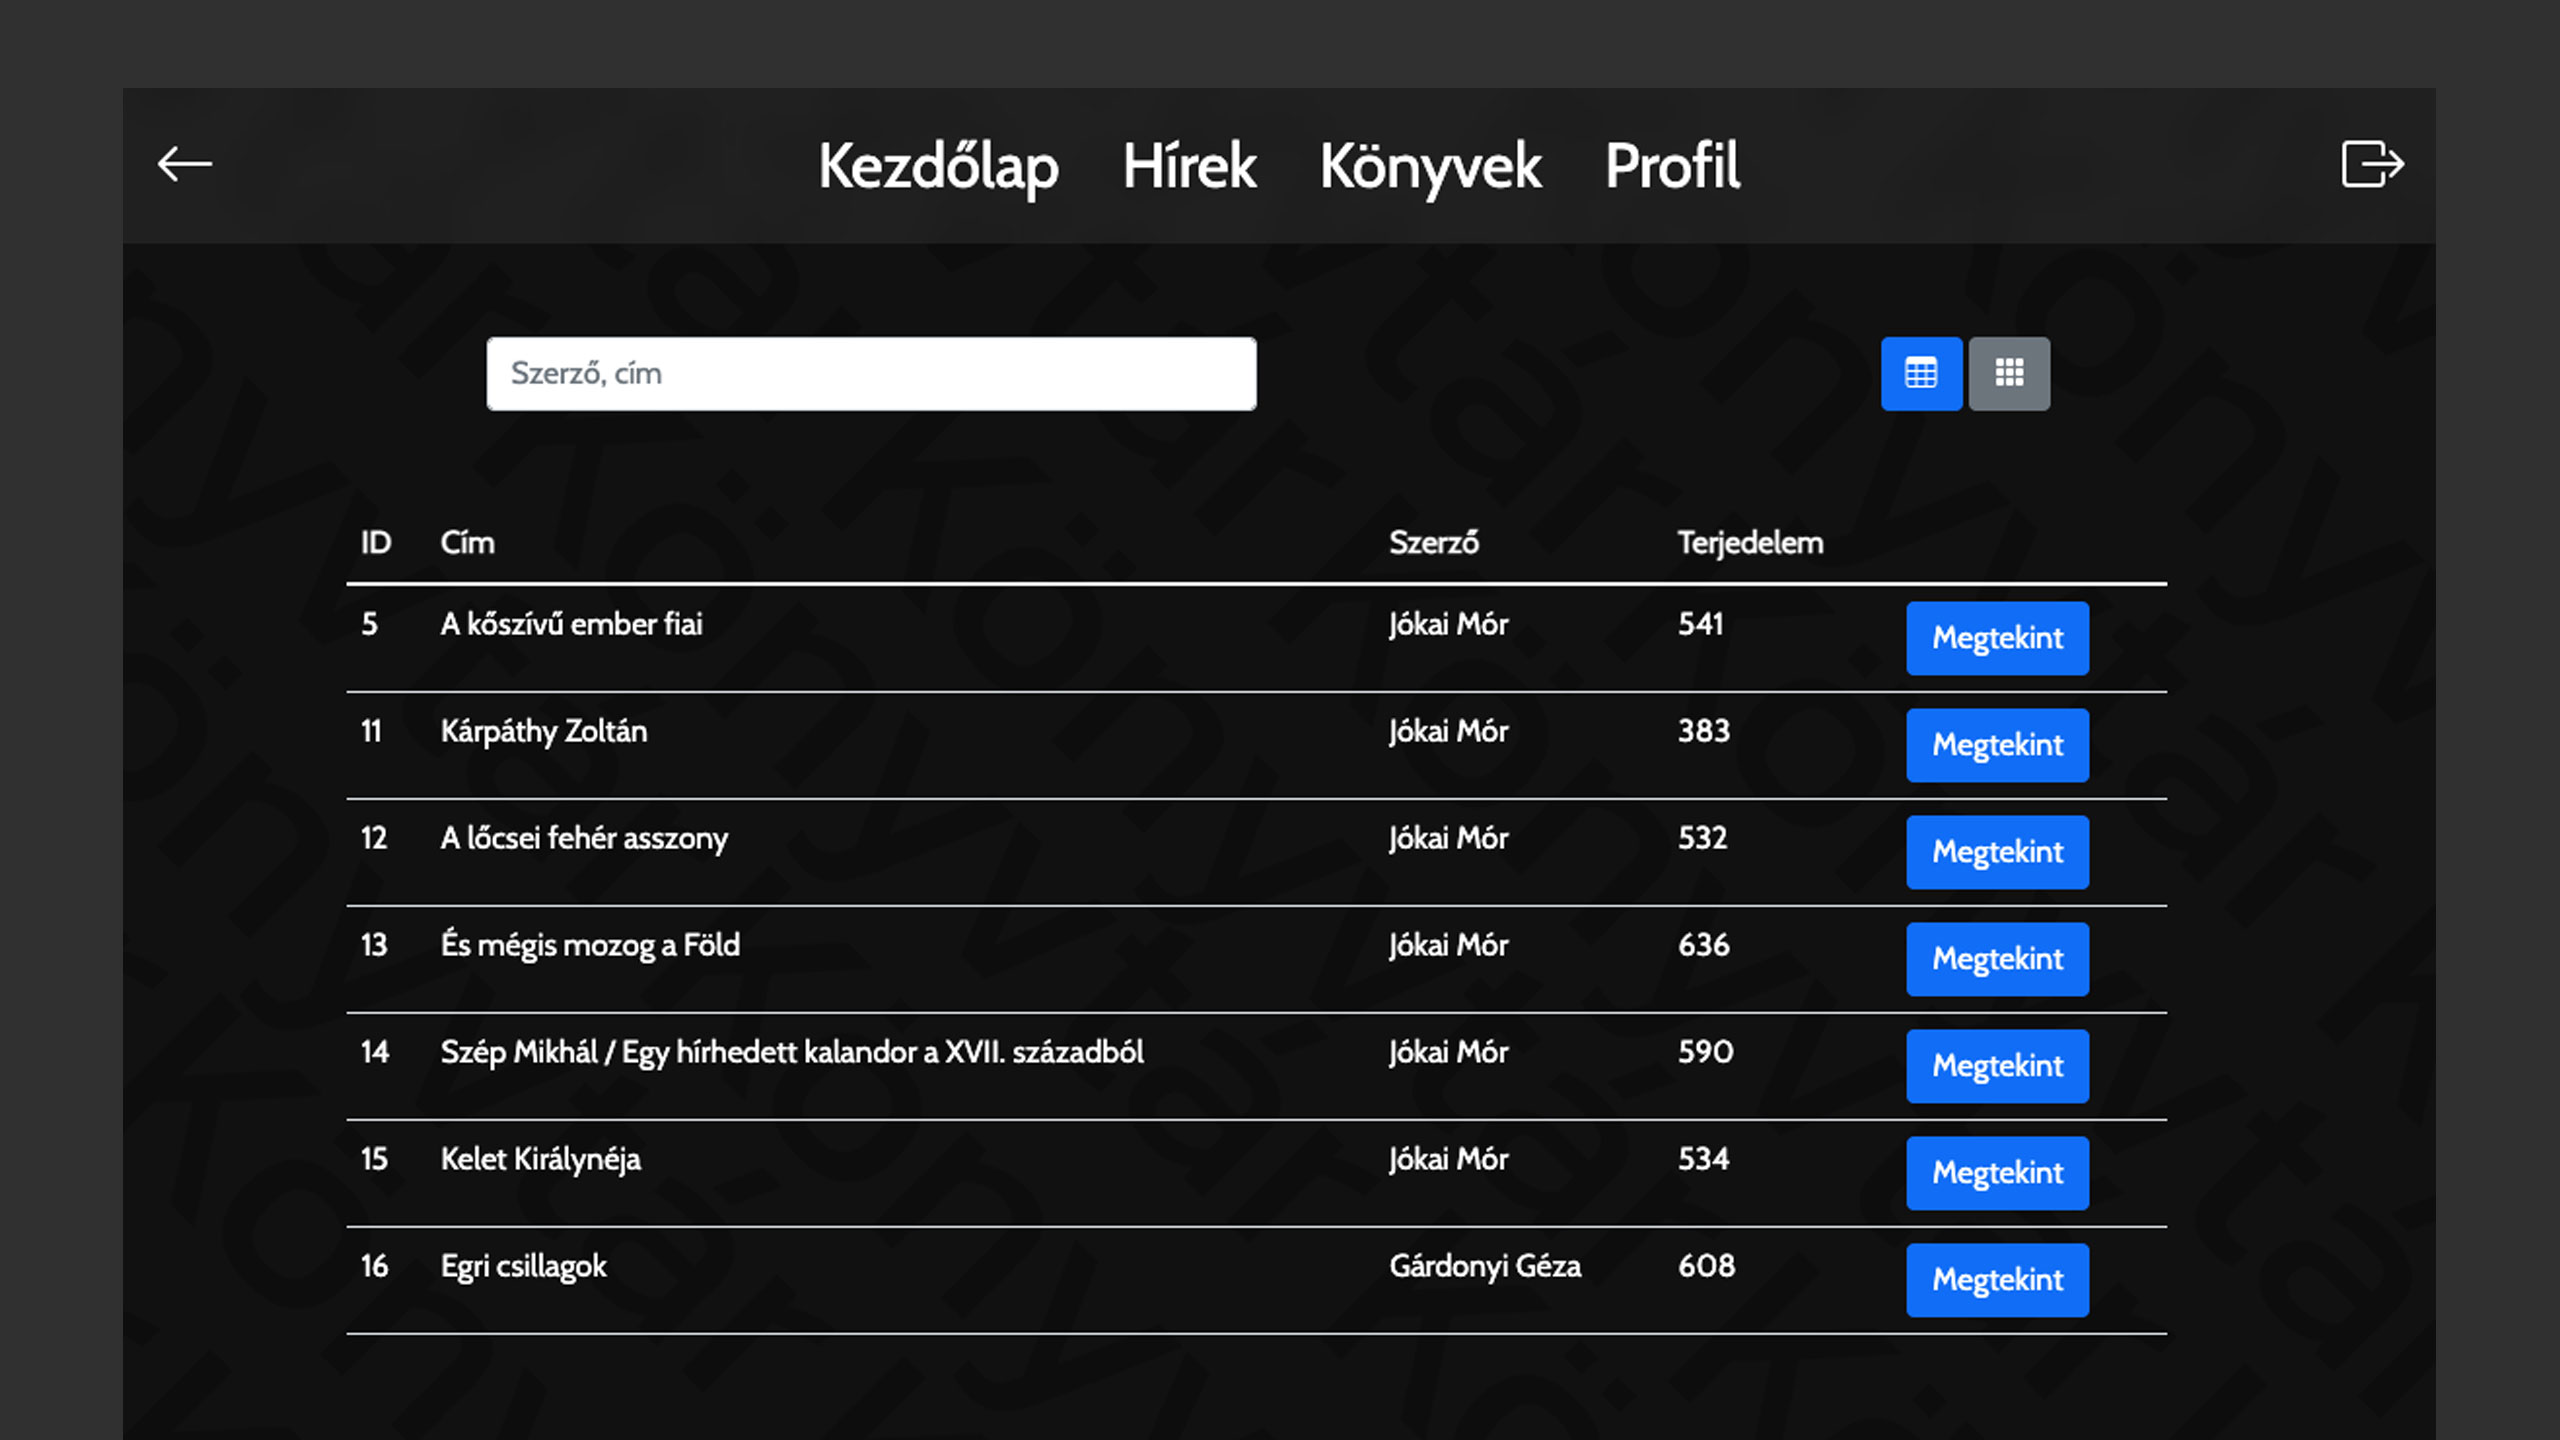 Kezdőlap Hírek Könyvek Profil
Szerző, cím
ID Cím Szerző Terjedelem
5 A kőszívű ember fiai Jókai Mór 541 Megtekint
11 Kárpáthy Zoltán Jókai Mór 383 Megtekint
12 A lőcsei fehér asszony Jókai Mór 532 Megtekint
13 És mégis mozog a Föld Jókai Mór 636 Megtekint
14 Szép Mikhál / Egy hírhedett kalandor a XVII. századból Jókai Mór 590 Megtekint
15 Kelet Királynéja Jókai Mór 534 Megtekint
16 Egri csillagok Gárdonyi Géza 608 Megtekint